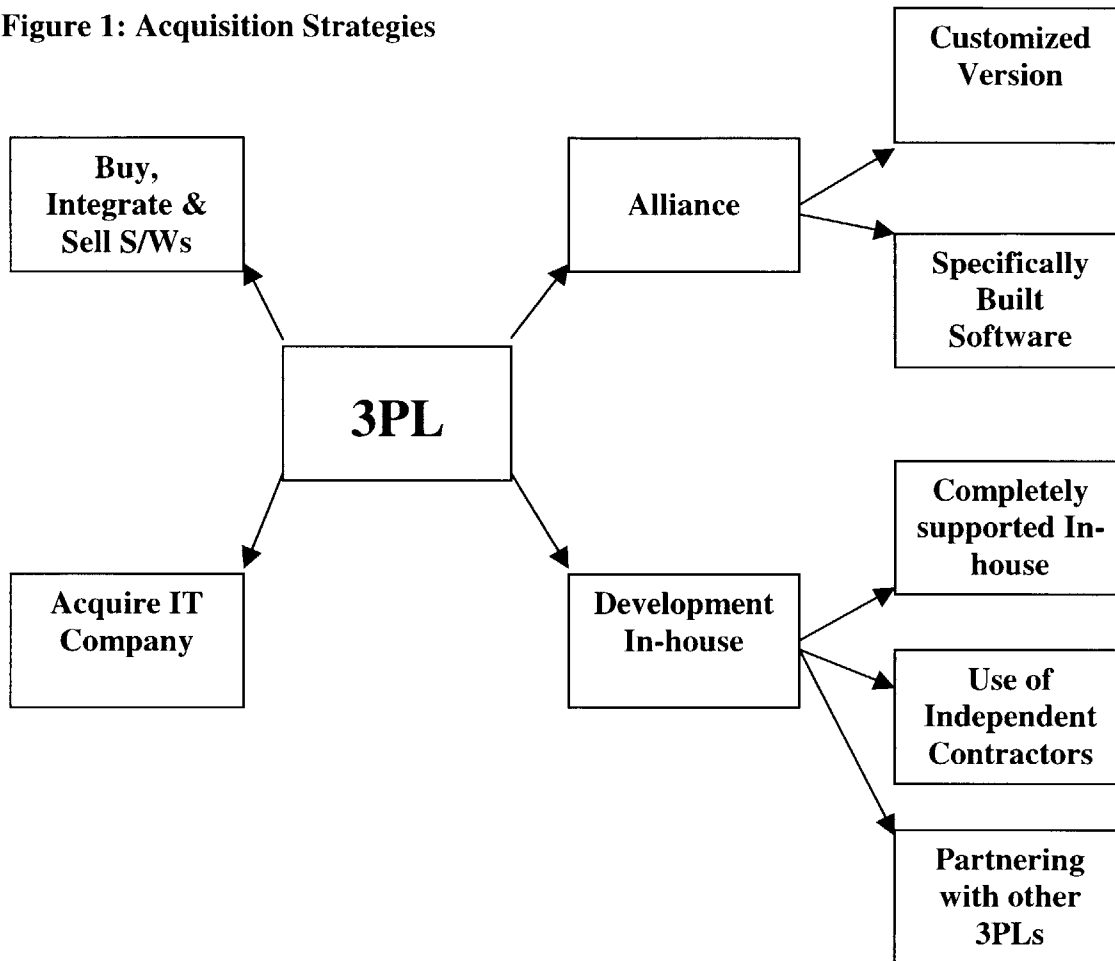 Figure 1: Acquisition Strategies
Customized
Version
Buy,
Integrate &
Sell S/Ws
Alliance
Specifically
Built
Software
3PL
Completely
supported In-
house
Acquire IT
Company
Development
In-house
Use of
Independent
Contractors
Partnering
with other
3PLs